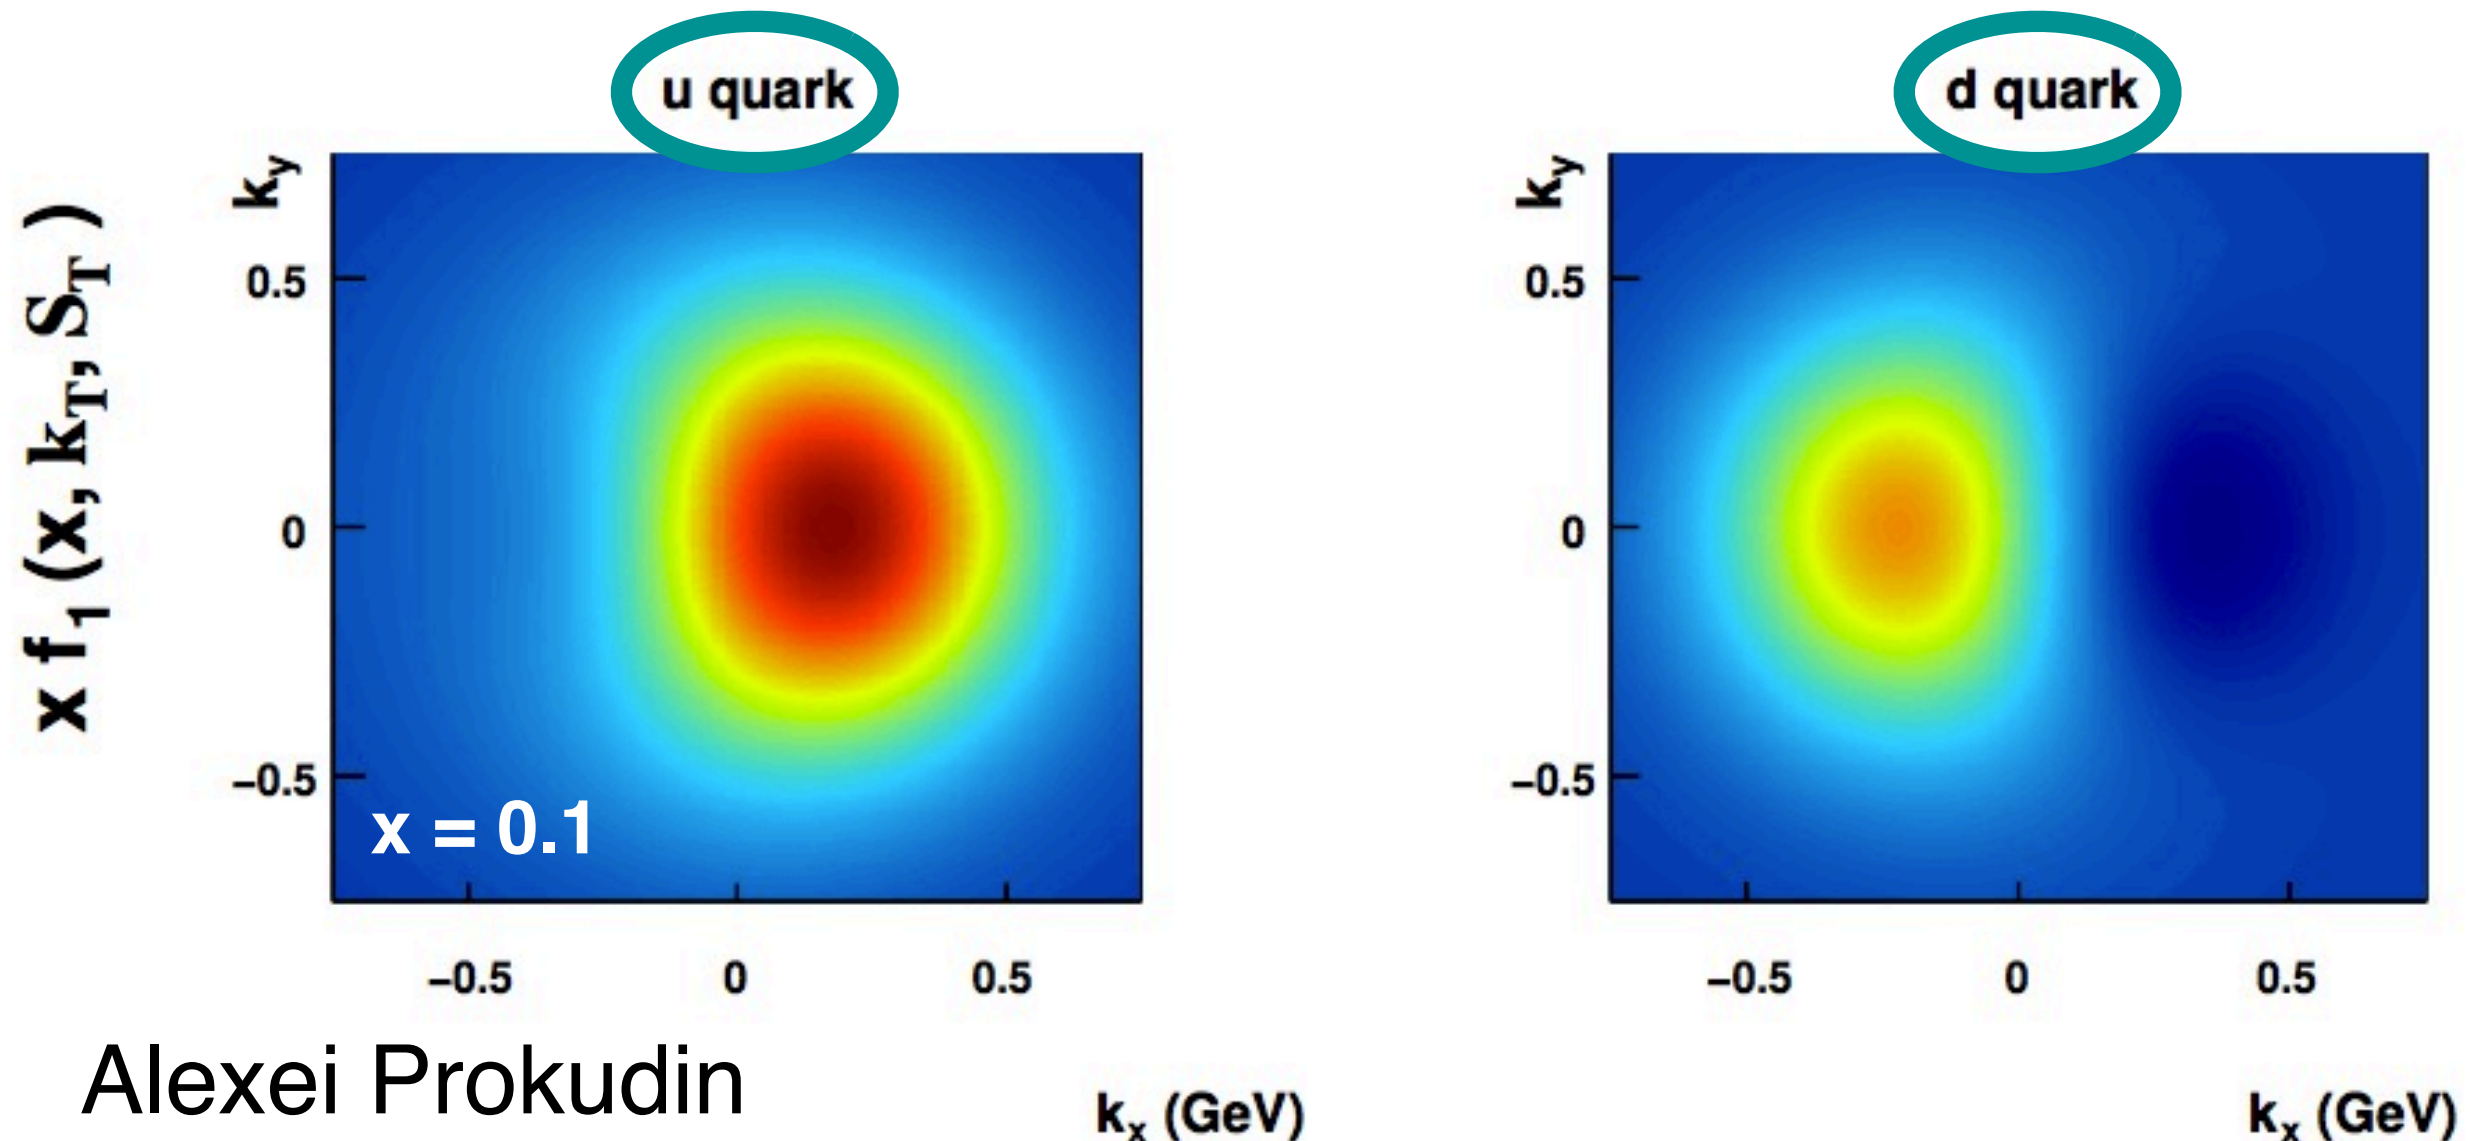 u quark
d quark
x f1 (x, kT, ST )
ky
0.5
0
−0.5
x = 0.1
−0.5 0 0.5
ky
0.5
0
−0.5
−0.5 0 0.5
Alexei Prokudin
kx (GeV)
kx (GeV)